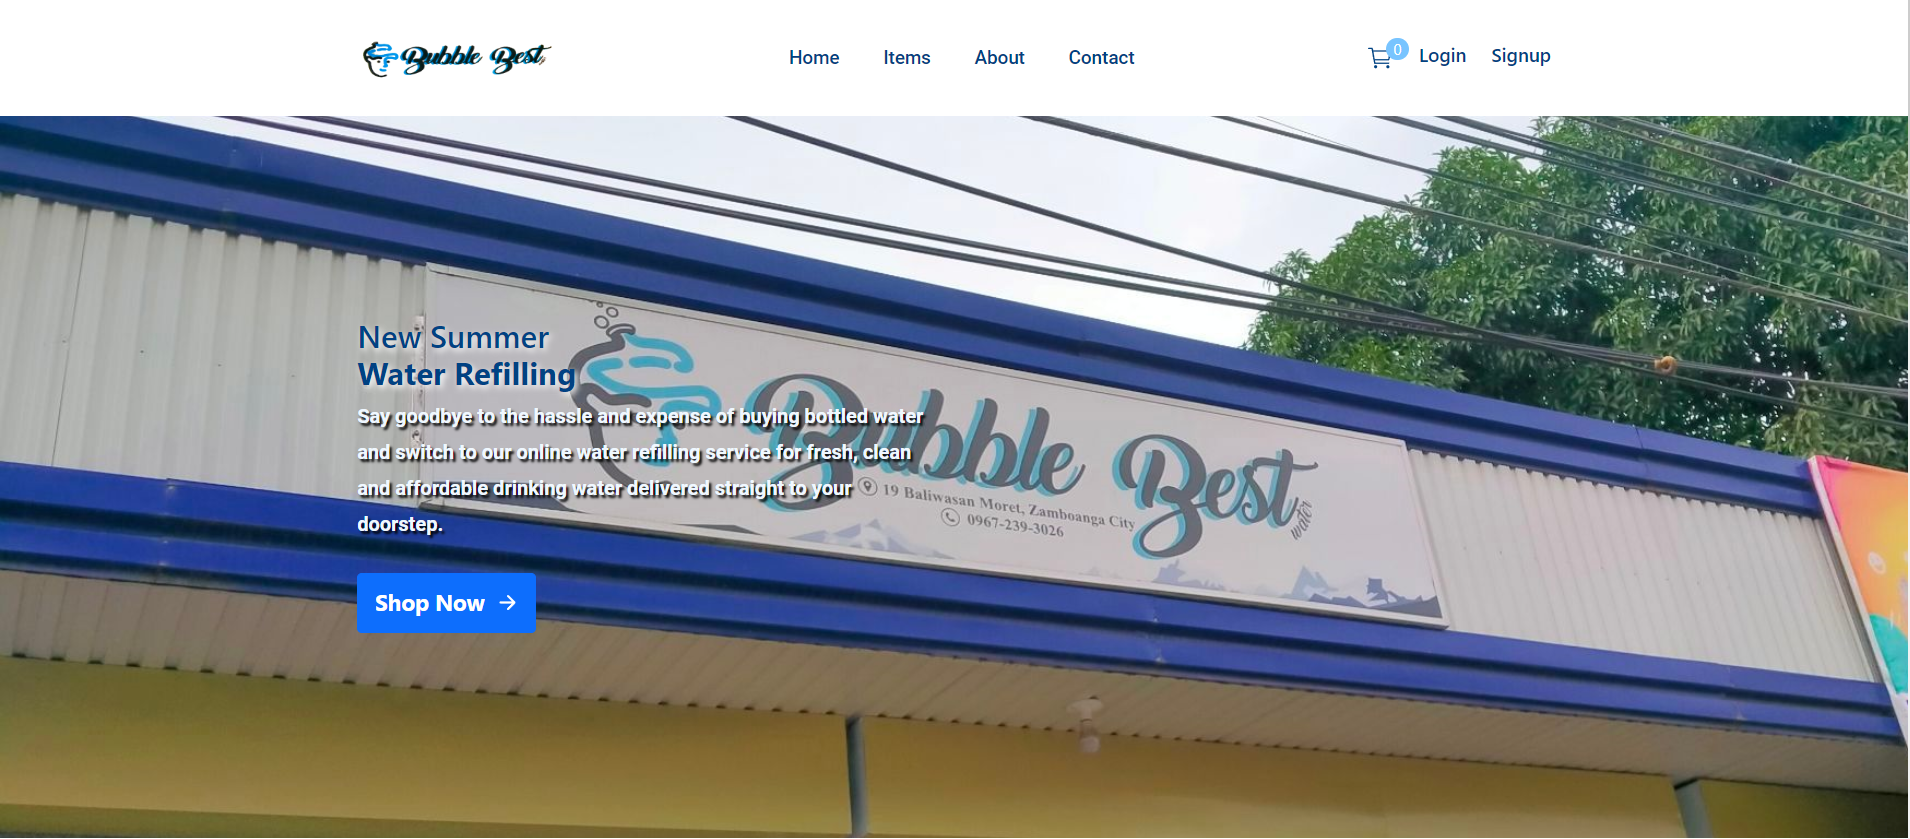 Bubble Best
Home Items About Contact
0 Login Signup
New Summer
Water Refilling
Say goodbye to the hassle and expense of buying bottled water
and switch to our online water refilling service for fresh, clean
and affordable drinking water delivered straight to your
doorstep.
Shop Now
Bubble Best
water
19 Baliwasan Moret, Zamboanga City
0967-239-3026